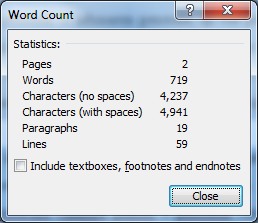 Word Count
Statistics:
Pages 2
Words 719
Characters (no spaces) 4,237
Characters (with spaces) 4,941
Paragraphs 19
Lines 59
Include textboxes, footnotes and endnotes
Close